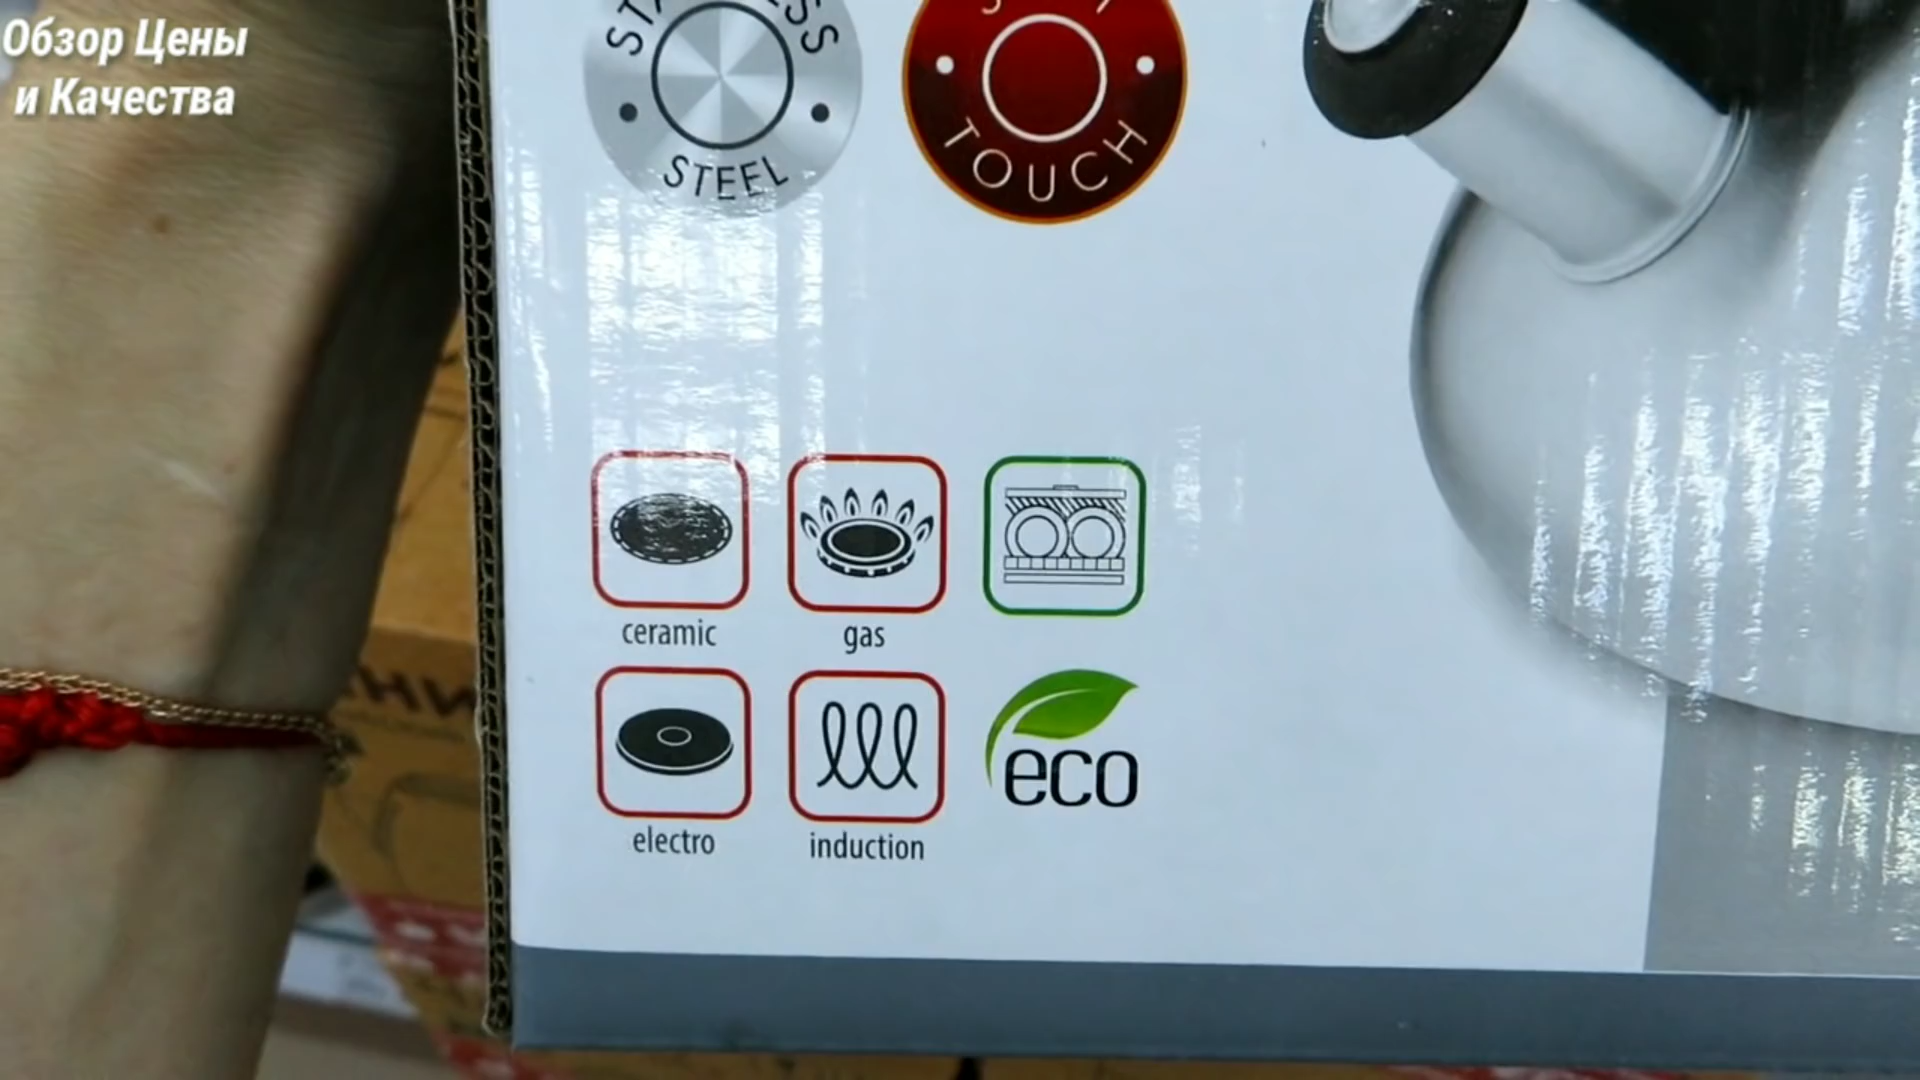 Обзор Цены
и Качества
STEEL
TOUCH
ceramic
gas
electro
induction
eco